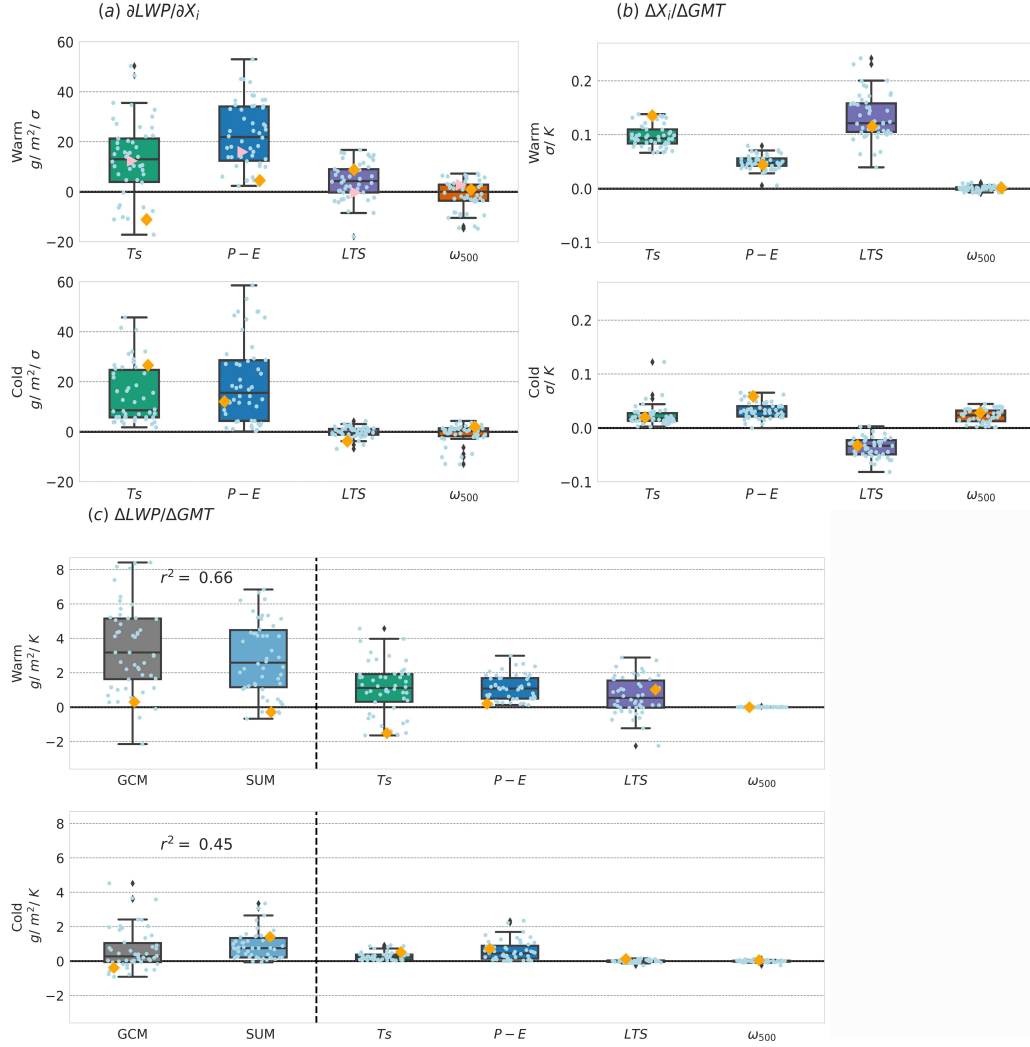 (a) ∂LWP/∂Xᵢ
60
40
20
0
−20
Warm
g/ m²/ σ
Ts P − E LTS ω₅₀₀
60
40
20
0
−20
Cold
g/ m²/ σ
Ts P − E LTS ω₅₀₀
(b) ΔXᵢ/ΔGMT
0.2
0.1
0.0
−0.1
Warm
σ/ K
Ts P − E LTS ω₅₀₀
0.2
0.1
0.0
−0.1
Cold
σ/ K
Ts P − E LTS ω₅₀₀
(c) ΔLWP/ΔGMT
8
6
4
2
0
−2
Warm
g/ m²/ K
r² = 0.66
GCM SUM Ts P − E LTS ω₅₀₀
8
6
4
2
0
−2
Cold
g/ m²/ K
r² = 0.45
GCM SUM Ts P − E LTS ω₅₀₀